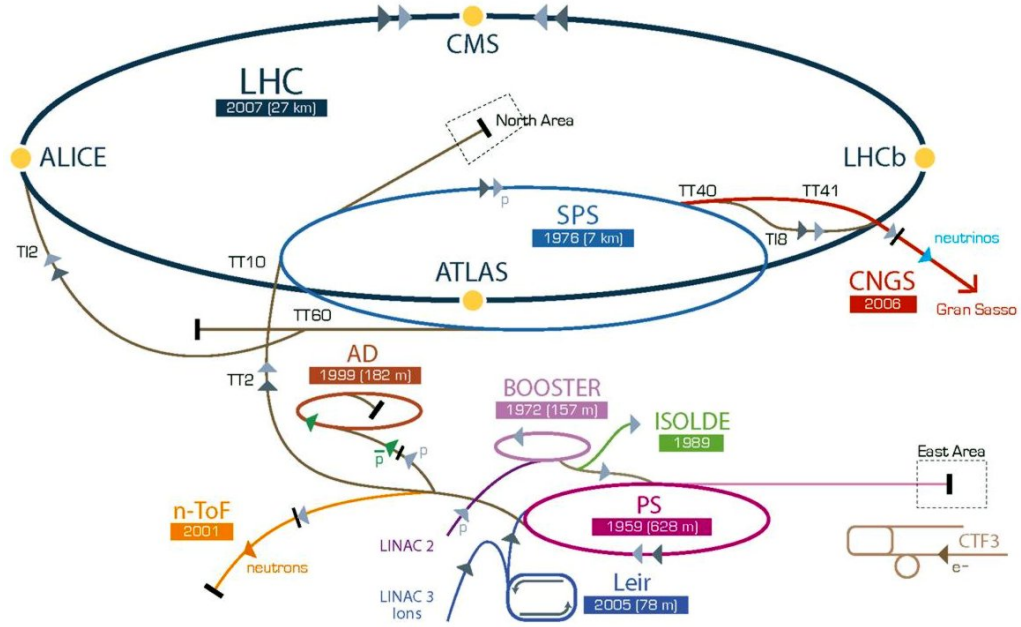 CMS
LHC
2007 (27 km)
North Area
ALICE
LHCb
TT40
TT41
p
SPS
1976 (7 km)
TI8
neutrinos
TI2
TT10
ATLAS
CNGS
2006
Gran Sasso
TT60
AD
1999 (182 m)
TT2
BOOSTER
1972 (157 m)
ISOLDE
1989
p̅
p
East Area
n-ToF
2001
PS
1959 (628 m)
p
LINAC 2
CTF3
e-
neutrons
LINAC 3
Ions
Leir
2005 (78 m)